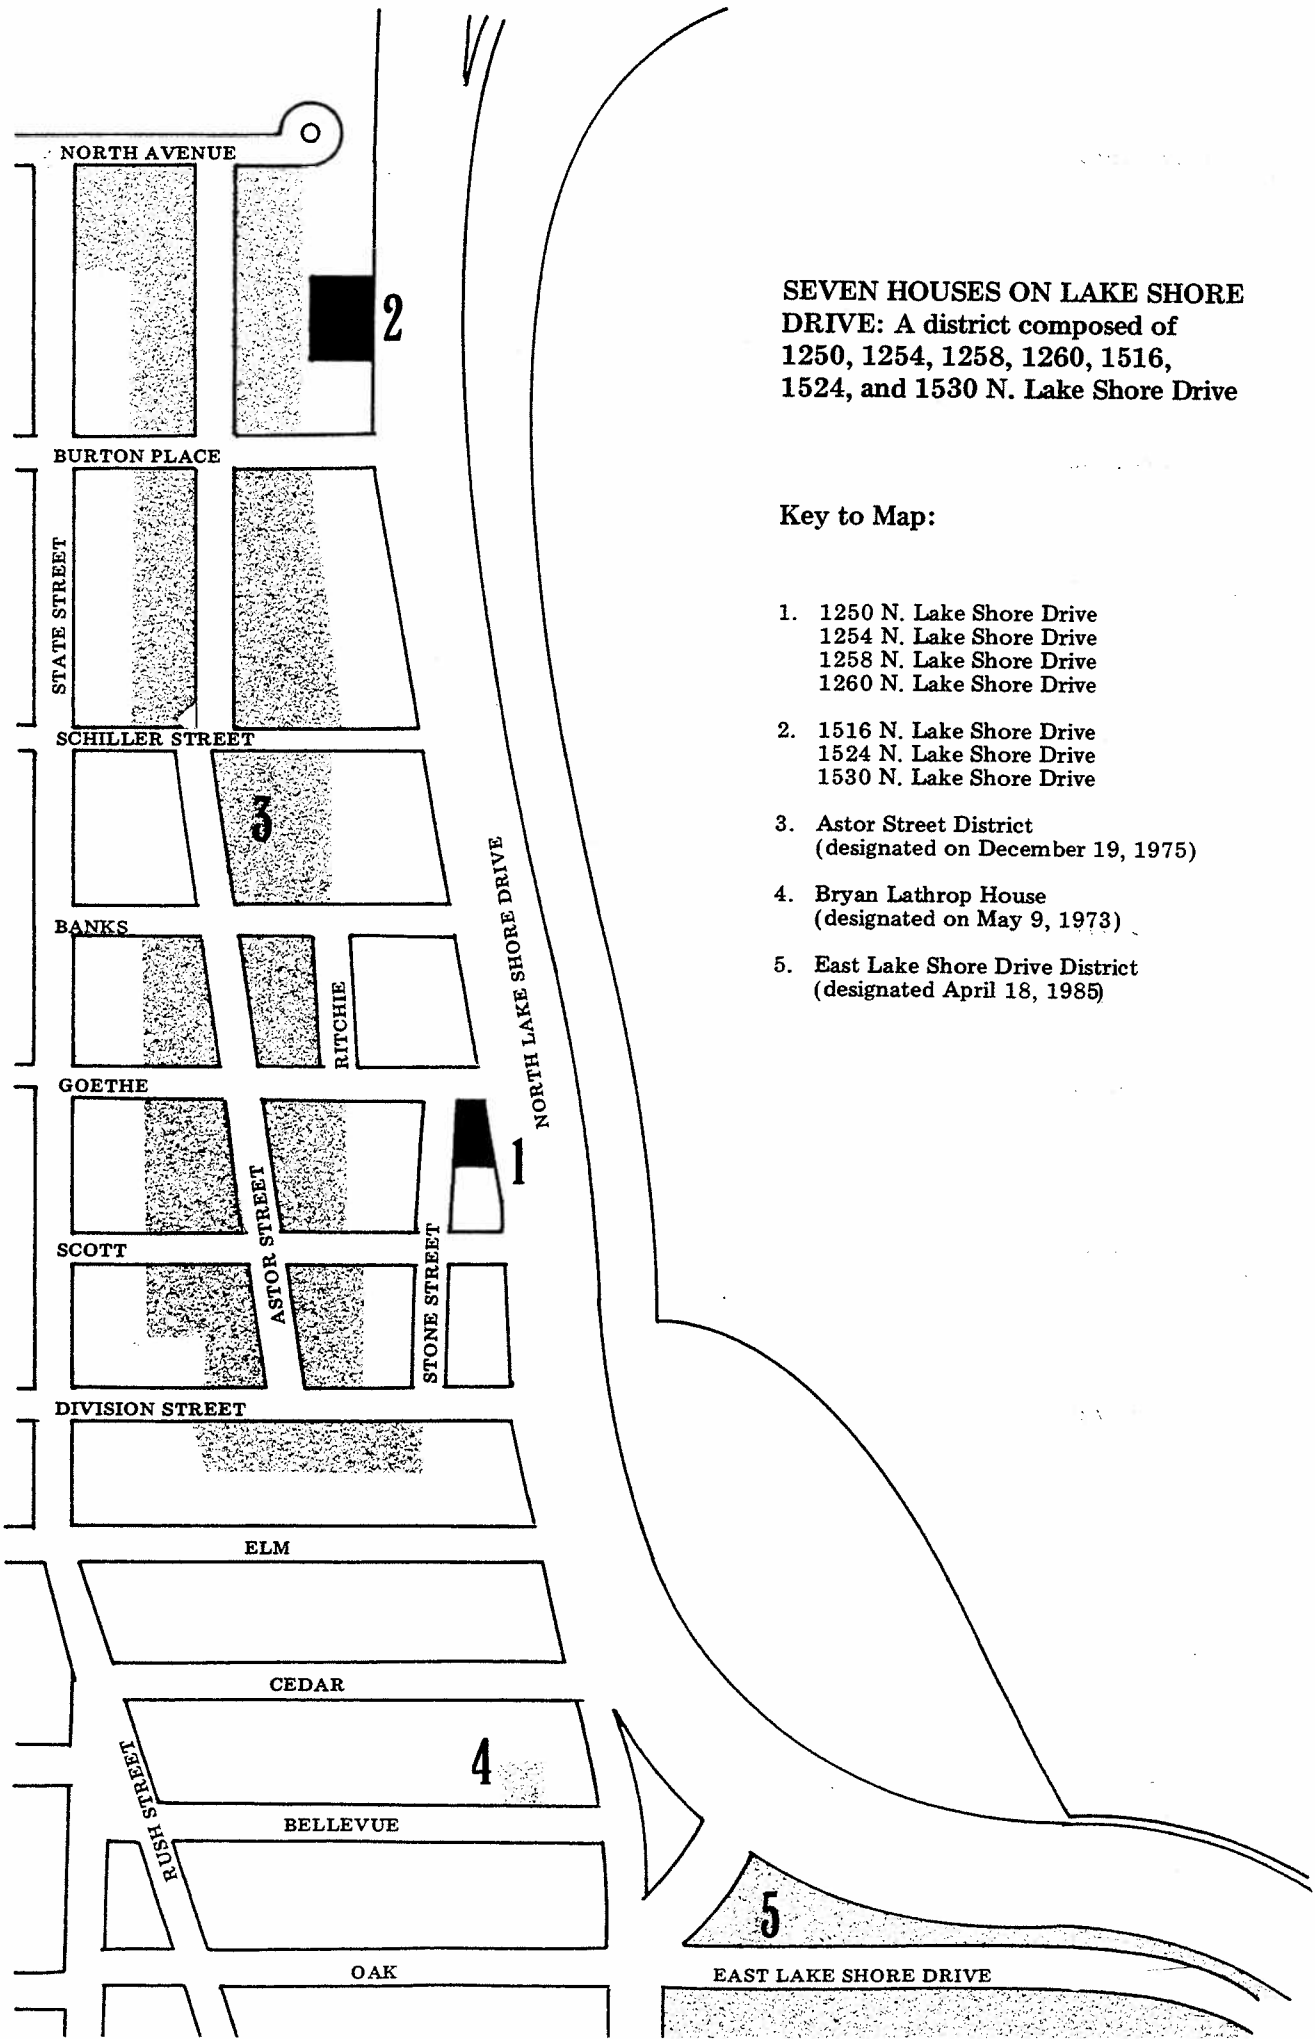 NORTH AVENUE
2
SEVEN HOUSES ON LAKE SHORE
DRIVE: A district composed of
1250, 1254, 1258, 1260, 1516,
1524, and 1530 N. Lake Shore Drive
BURTON PLACE
Key to Map:
STATE STREET
1. 1250 N. Lake Shore Drive
1254 N. Lake Shore Drive
1258 N. Lake Shore Drive
1260 N. Lake Shore Drive
2. 1516 N. Lake Shore Drive
1524 N. Lake Shore Drive
1530 N. Lake Shore Drive
SCHILLER STREET
3
3. Astor Street District
(designated on December 19, 1975)
NORTH LAKE SHORE DRIVE
4. Bryan Lathrop House
(designated on May 9, 1973)
BANKS
5. East Lake Shore Drive District
(designated April 18, 1985)
RITCHIE
GOETHE
1
ASTOR STREET
SCOTT
STONE STREET
DIVISION STREET
ELM
CEDAR
RUSH STREET
4
BELLEVUE
5
OAK
EAST LAKE SHORE DRIVE